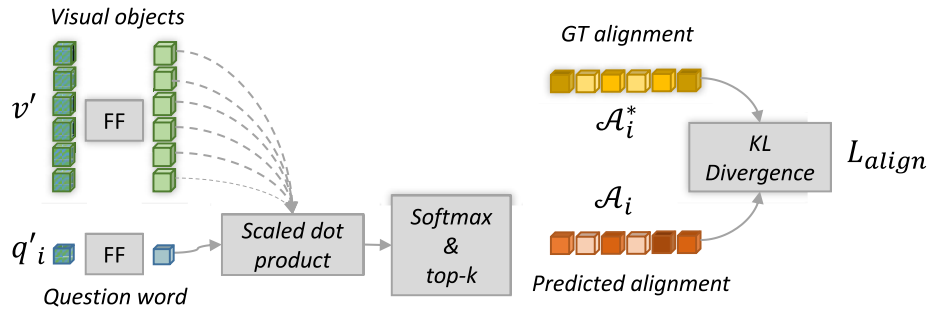 Visual objects
v′
FF
q′i
FF
Question word
Scaled dot
product
Softmax
&
top-k
GT alignment
𝒜*i
KL
Divergence
Lalign
𝒜i
Predicted alignment